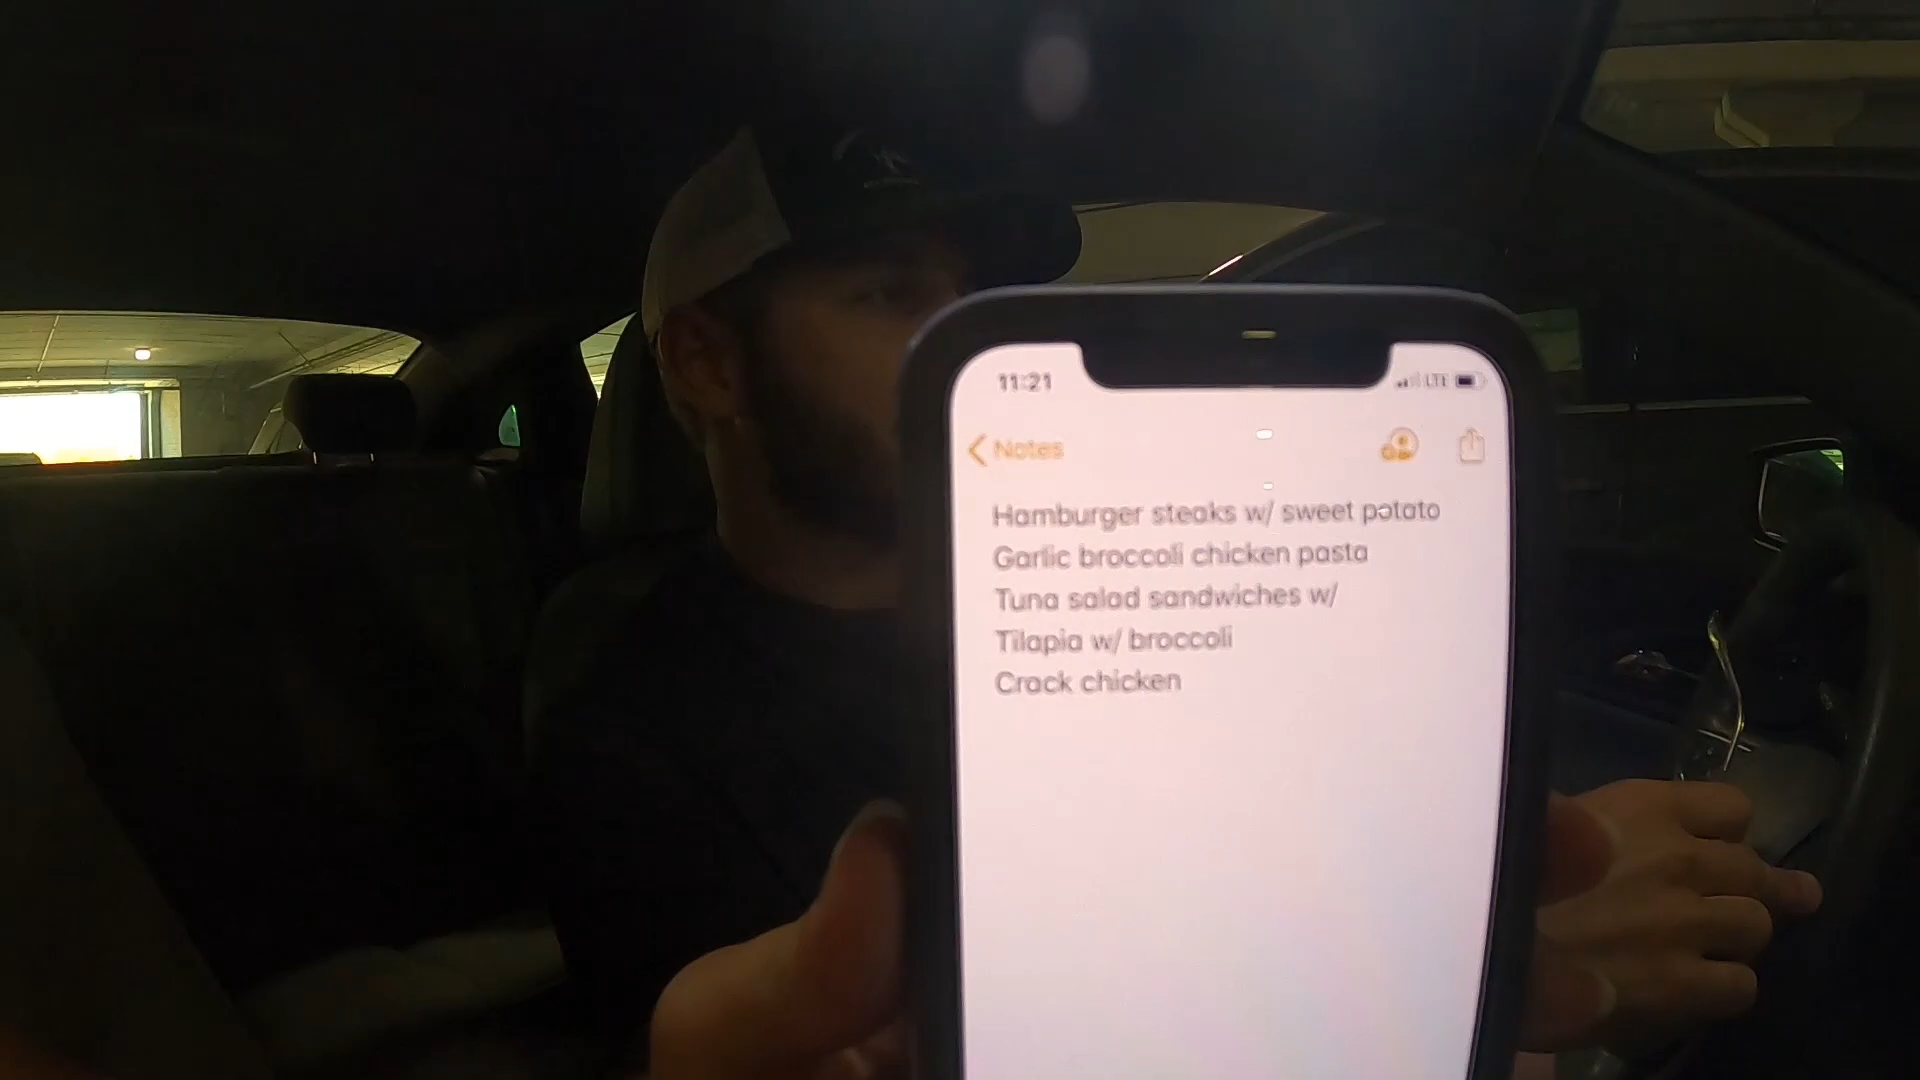 11:21
LTE
Notes
Hamburger steaks w/ sweet potato
Garlic broccoli chicken pasta
Tuna salad sandwiches w/
Tilapia w/ broccoli
Crack chicken